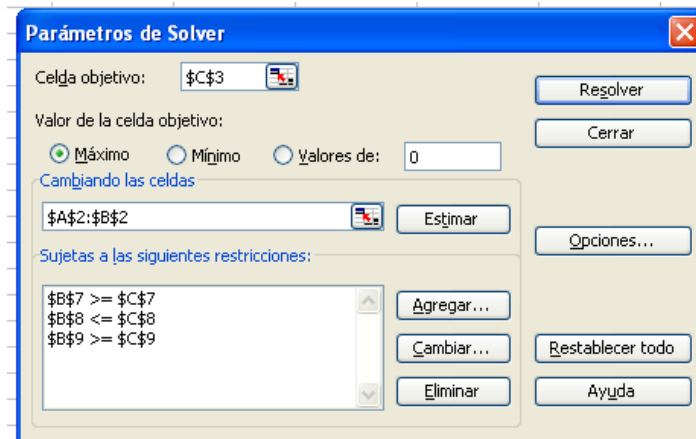 Parámetros de Solver
Celda objetivo: $C$3
Resolver
Valor de la celda objetivo:
Cerrar
Máximo Mínimo Valores de: 0
Cambiando las celdas
$A$2:$B$2 Estimar
Opciones...
Sujetas a las siguientes restricciones:
$B$7 >= $C$7
$B$8 <= $C$8
$B$9 >= $C$9
Agregar...
Cambiar...
Restablecer todo
Eliminar
Ayuda